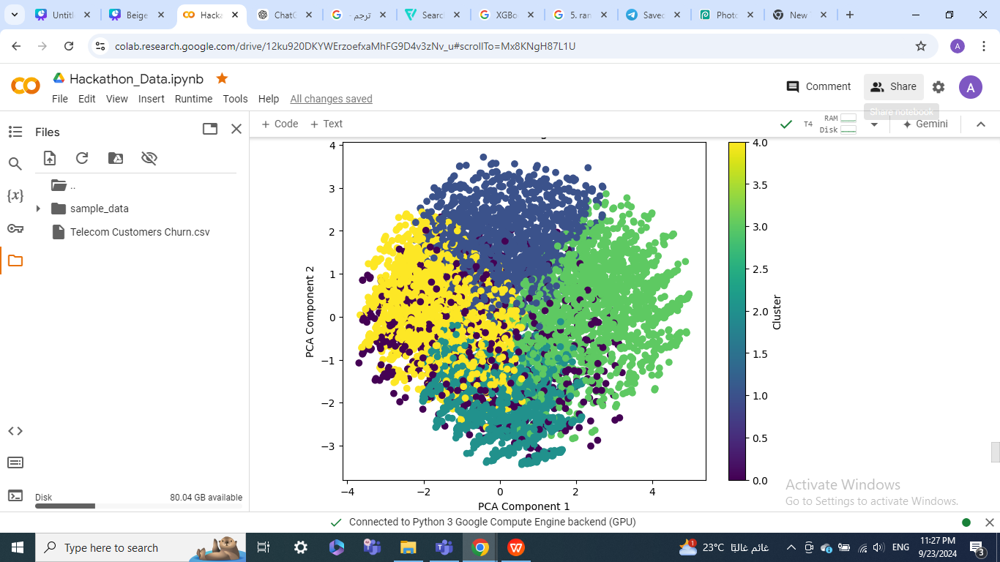 Untitl
Beige
Hacka
ChatG
ترجم -
Searc
XGBo
5. ran
Saved
Photo
New
colab.research.google.com/drive/12ku920DKYWErzoefxaMhFG9D4v3zNv_u#scrollTo=Mx8KNgH87L1U
A
Hackathon_Data.ipynb
File Edit View Insert Runtime Tools Help All changes saved
Comment
Share
A
Share notebook
Files
+ Code + Text
T4
RAM
Disk
Gemini
..
sample_data
Telecom Customers Churn.csv
{x}
PCA Component 2
4
3
2
1
0
−1
−2
−3
−4
−2
0
2
4
PCA Component 1
4.0
3.5
3.0
2.5
2.0
1.5
1.0
0.5
0.0
Cluster
Disk 80.04 GB available
Activate Windows
Go to Settings to activate Windows.
Connected to Python 3 Google Compute Engine backend (GPU)
Type here to search
1
23°C غائم غالبًا
ENG
11:27 PM
9/23/2024
3